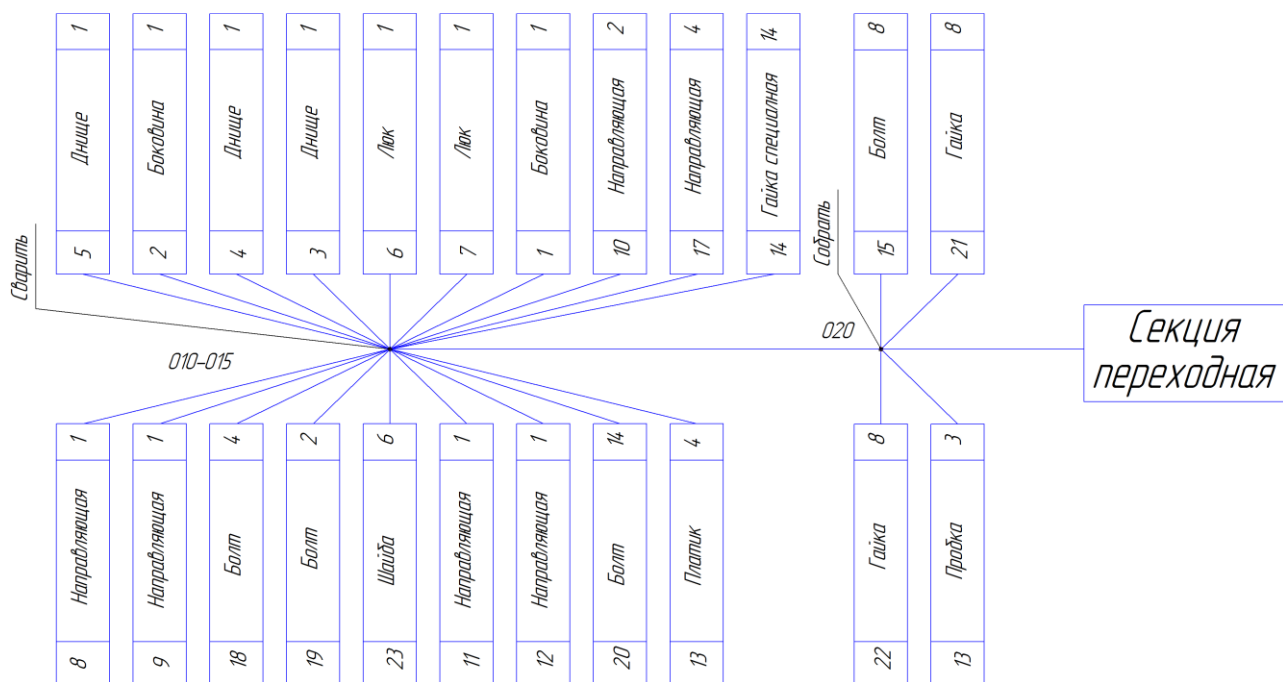 1
1
1
1
1
1
1
2
4
14
8
8
Днище
Боковина
Днище
Днище
Люк
Люк
Боковина
Направляющая
Направляющая
Гайка специалная
Болт
Гайка
5
2
4
3
6
7
1
10
17
14
15
21
Сварить
Собрать
010-015
020
Секция
переходная
1
1
4
2
6
1
1
14
4
8
3
Направляющая
Направляющая
Болт
Болт
Шайба
Направляющая
Направляющая
Болт
Платик
Гайка
Пробка
8
9
18
19
23
11
12
20
13
22
13